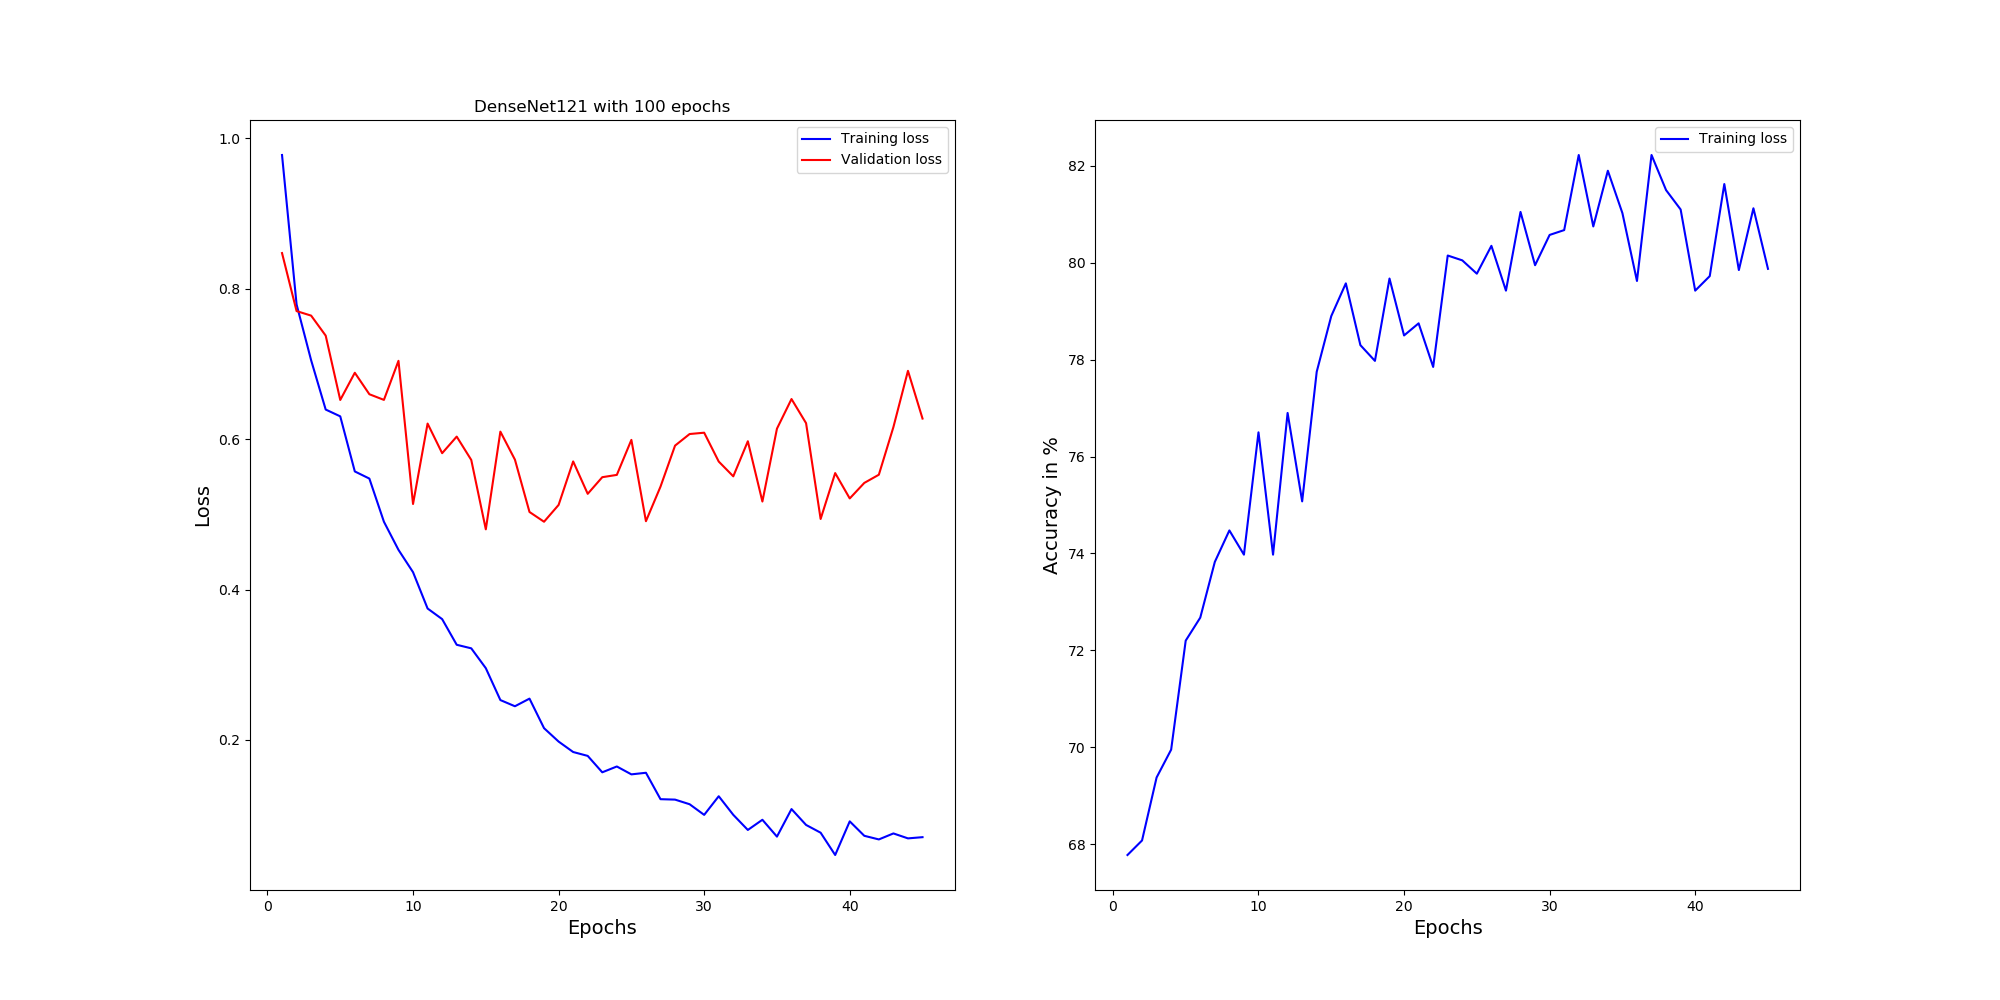 DenseNet121 with 100 epochs
Training loss
Validation loss
1.0
0.8
0.6
0.4
0.2
Loss
0 10 20 30 40
Epochs
Training loss
82
80
78
76
74
72
70
68
Accuracy in %
0 10 20 30 40
Epochs